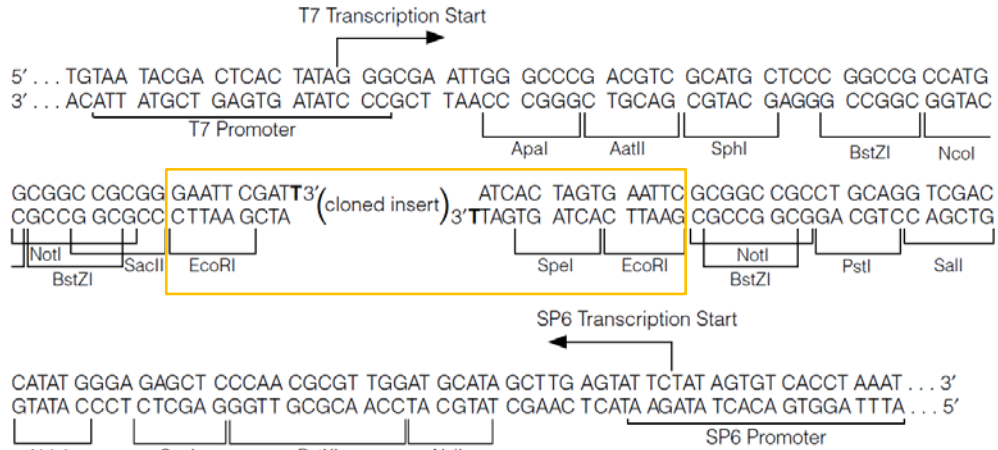 T7 Transcription Start
5′ . . . TGTAA TACGA CTCAC TATAG GGCGA ATTGG GCCCG ACGTC GCATG CTCCC GGCCG CCATG
3′ . . . ACATT ATGCT GAGTG ATATC CCGCT TAACC CGGGC TGCAG CGTAC GAGGG CCGGC GGTAC
T7 Promoter
ApaI AatII SphI BstZI NcoI
GCGGC CGCGG GAATT CGATT3′ (cloned insert) ATCAC TAGTG AATTC GCGGC CGCCT GCAGG TCGAC
CGCCG GCGCC CTTAA GCTA 3′TTAGTG ATCAC TTAAG CGCCG GCGGA CGTCC AGCTG
NotI SacII EcoRI SpeI EcoRI NotI PstI SalI
BstZI BstZI
SP6 Transcription Start
CATAT GGGA GAGCT CCCAA CGCGT TGGAT GCATA GCTTG AGTAT TCTAT AGTGT CACCT AAAT . . . 3′
GTATA CCCT CTCGA GGGTT GCGCA ACCTA CGTAT CGAAC TCATA AGATA TCACA GTGGA TTTA . . . 5′
SP6 Promoter